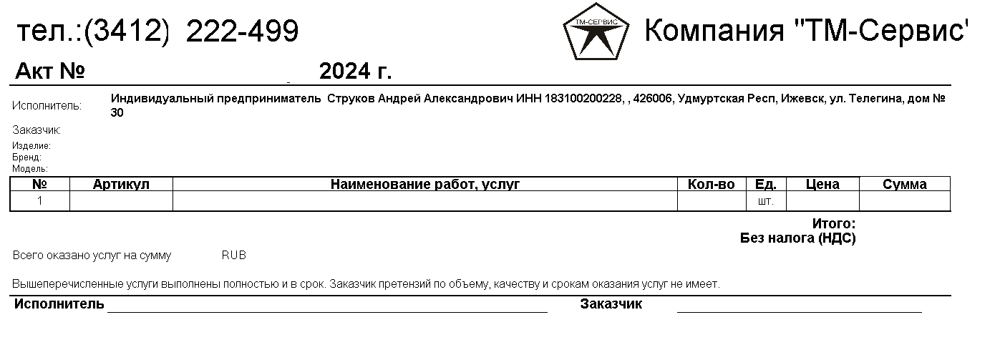 тел.:(3412) 222-499
ТМ-СЕРВИС
Компания "ТМ-Сервис'
Акт № 2024 г.
Исполнитель: Индивидуальный предприниматель Струков Андрей Александрович ИНН 183100200228, , 426006, Удмуртская Респ, Ижевск, ул. Телегина, дом №
30
Заказчик:
Изделие:
Бренд:
Модель:
№ Артикул Наименование работ, услуг Кол-во Ед. Цена Сумма
1 шт.
Итого:
Без налога (НДС)
Всего оказано услуг на сумму RUB
Вышеперечисленные услуги выполнены полностью и в срок. Заказчик претензий по объему, качеству и срокам оказания услуг не имеет.
Исполнитель Заказчик